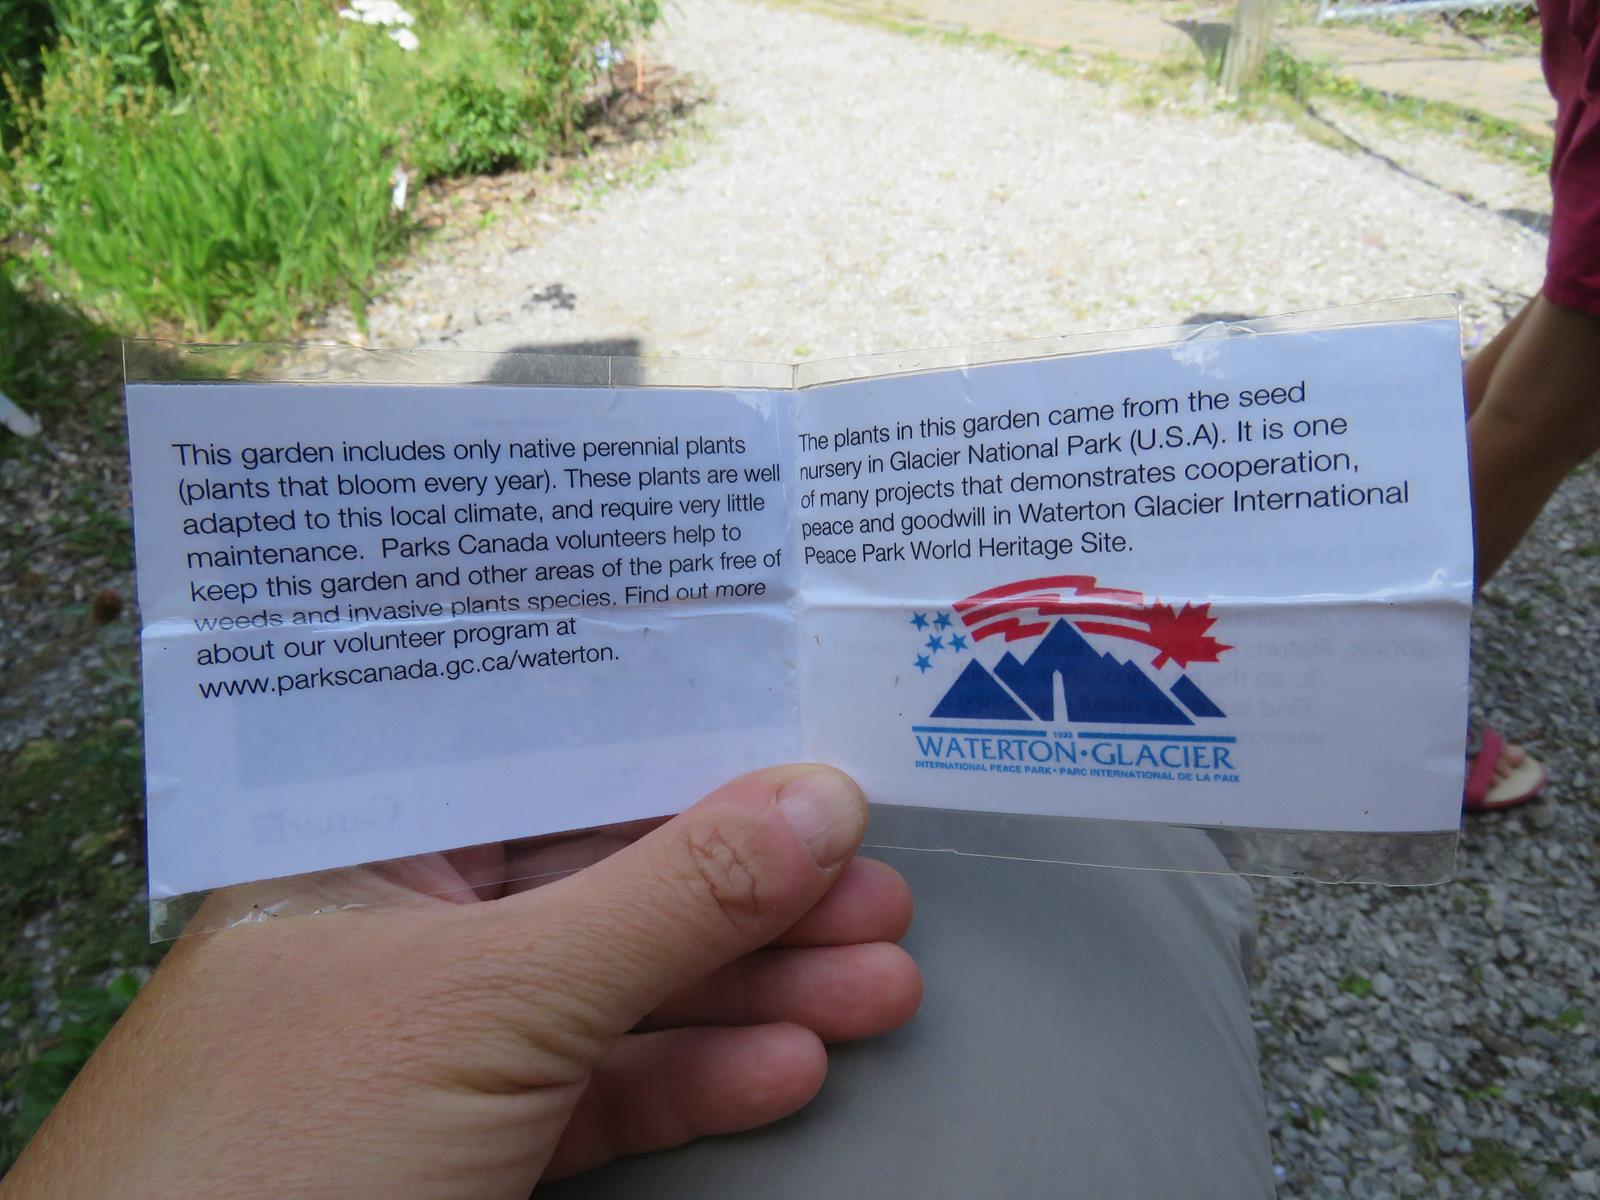 This garden includes only native perennial plants
(plants that bloom every year). These plants are well
adapted to this local climate, and require very little
maintenance. Parks Canada volunteers help to
keep this garden and other areas of the park free of
weeds and invasive plants species. Find out more
about our volunteer program at
www.parkscanada.gc.ca/waterton.
The plants in this garden came from the seed
nursery in Glacier National Park (U.S.A). It is one
of many projects that demonstrates cooperation,
peace and goodwill in Waterton Glacier International
Peace Park World Heritage Site.
1932
WATERTON·GLACIER
INTERNATIONAL PEACE PARK • PARC INTERNATIONAL DE LA PAIX